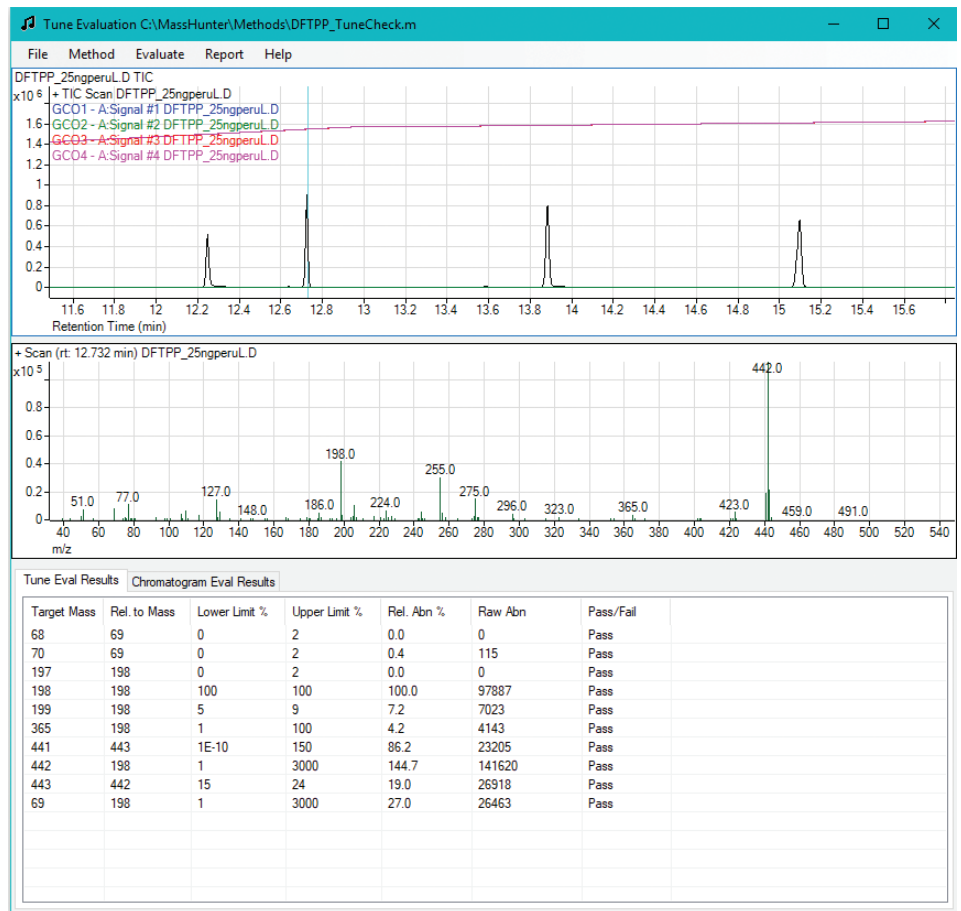 Tune Evaluation C:\MassHunter\Methods\DFTPP_TuneCheck.m
File Method Evaluate Report Help
DFTPP_25ngperuL.D TIC
x10 6
+ TIC Scan DFTPP_25ngperuL.D
GCO1 - A:Signal #1 DFTPP_25ngperuL.D
GCO2 - A:Signal #2 DFTPP_25ngperuL.D
GCO3 - A:Signal #3 DFTPP_25ngperuL.D
GCO4 - A:Signal #4 DFTPP_25ngperuL.D
1.6
1.4
1.2
1
0.8
0.6
0.4
0.2
0
11.6 11.8 12 12.2 12.4 12.6 12.8 13 13.2 13.4 13.6 13.8 14 14.2 14.4 14.6 14.8 15 15.2 15.4 15.6
Retention Time (min)
+ Scan (rt: 12.732 min) DFTPP_25ngperuL.D
x10 5
0.8
0.6
0.4
0.2
0
51.0 77.0 127.0 148.0 186.0 198.0 224.0 255.0 275.0 296.0 323.0 365.0 423.0 442.0 459.0 491.0
40 60 80 100 120 140 160 180 200 220 240 260 280 300 320 340 360 380 400 420 440 460 480 500 520 540
m/z
Tune Eval Results Chromatogram Eval Results
Target Mass Rel. to Mass Lower Limit % Upper Limit % Rel. Abn % Raw Abn Pass/Fail
68 69 0 2 0.0 0 Pass
70 69 0 2 0.4 115 Pass
197 198 0 2 0.0 0 Pass
198 198 100 100 100.0 97887 Pass
199 198 5 9 7.2 7023 Pass
365 198 1 100 4.2 4143 Pass
441 443 1E-10 150 86.2 23205 Pass
442 198 1 3000 144.7 141620 Pass
443 442 15 24 19.0 26918 Pass
69 198 1 3000 27.0 26463 Pass